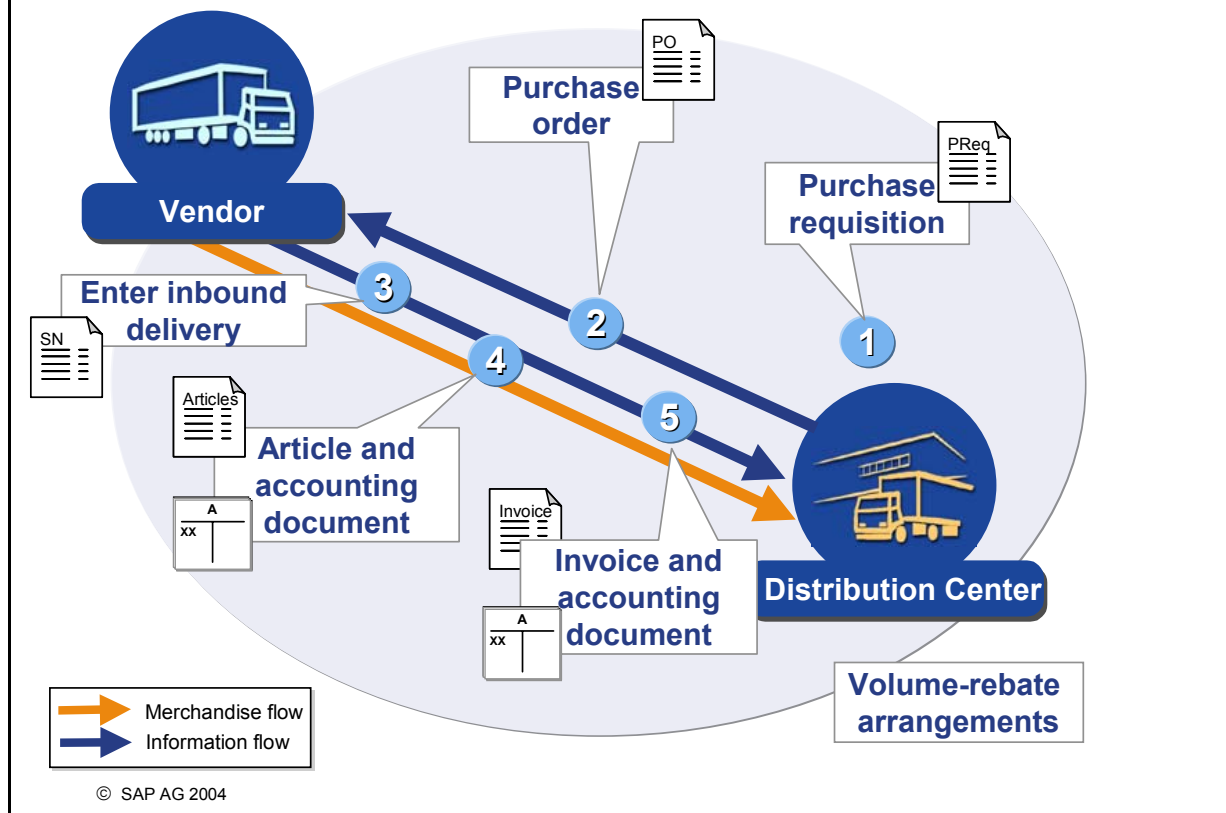 PO
Purchase
order
PReq
Purchase
requisition
Vendor
1
2
3
Enter inbound
delivery
SN
4
Articles
Article and
accounting
document
A
xx
5
Invoice
Invoice and
accounting
document
A
xx
Distribution Center
Volume-rebate
arrangements
Merchandise flow
Information flow
© SAP AG 2004